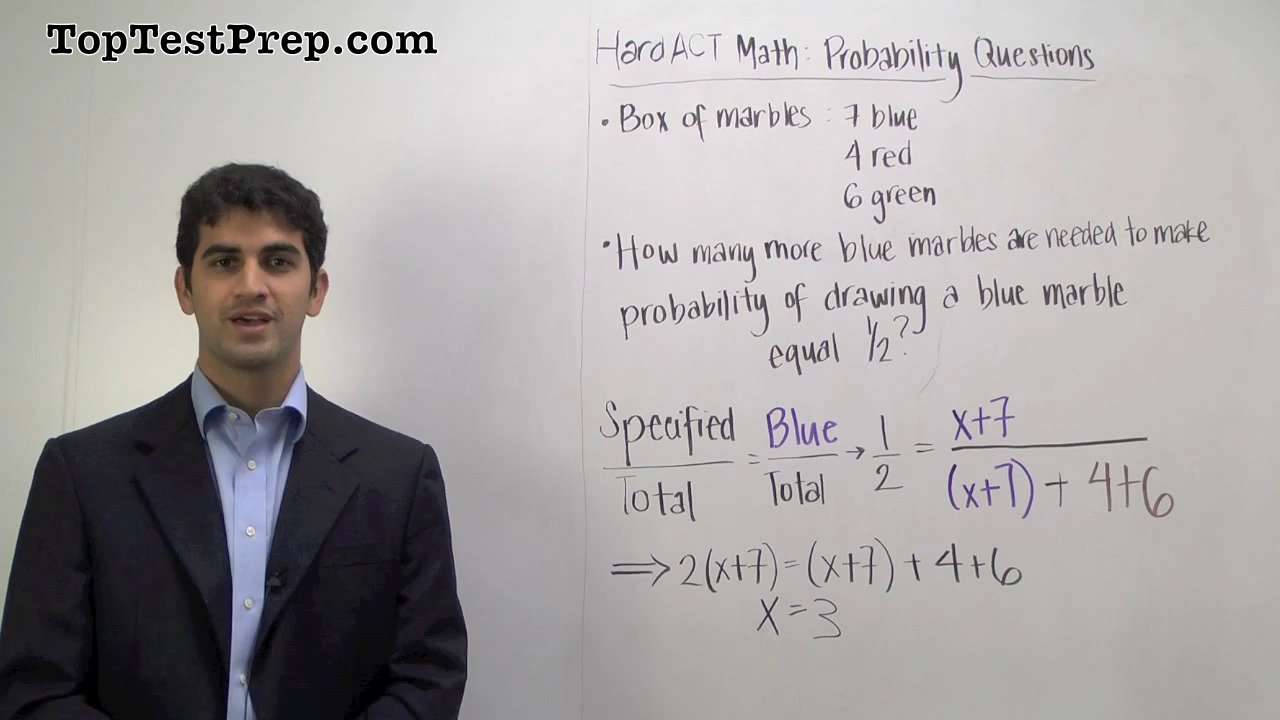 TopTestPrep.com
Hard ACT Math: Probability Questions
• Box of marbles : 7 blue
4 red
6 green
• How many more blue marbles are needed to make
probability of drawing a blue marble
equal 1/2?
Specified/Total = Blue/Total → 1/2 = x+7/(x+7) + 4+6
⟹ 2(x+7) = (x+7) + 4+6
x = 3